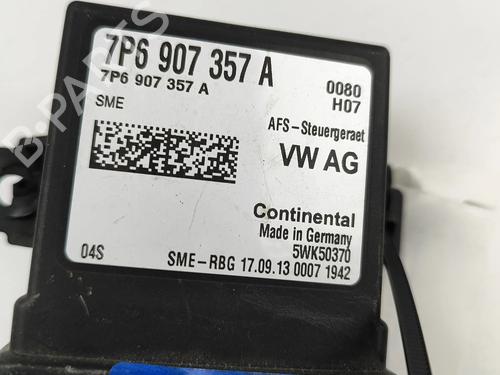 7P6 907 357 A
7P6 907 357 A
0080
H07
SME
AFS-Steuergeraet
VW AG
Continental
Made in Germany
5WK50370
04S
SME-RBG 17.09.13 0007 1942